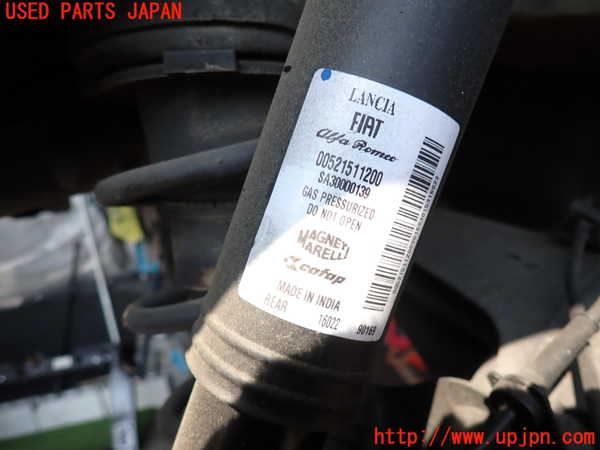 USED PARTS JAPAN
LANCIA
FIAT
Alfa Romeo
00521511200
SA30000139
GAS PRESSURIZED
DO NOT OPEN
MAGNETI
MARELLI
cofap
MADE IN INDIA
REAR 16022 90169
http://www.upjpn.com/